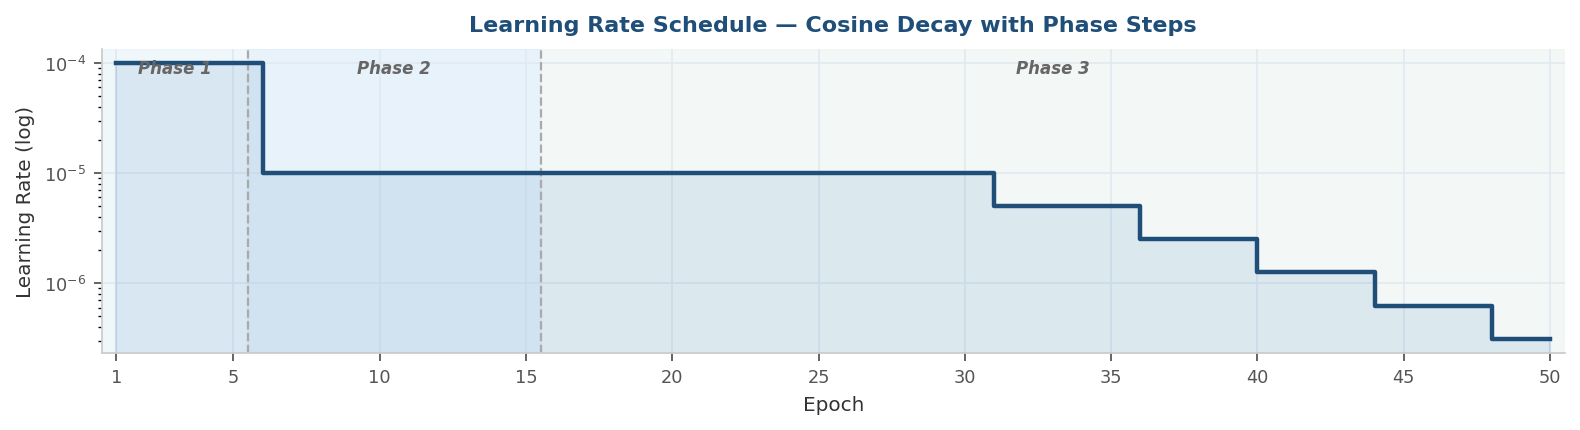 Learning Rate Schedule — Cosine Decay with Phase Steps
Phase 1
Phase 2
Phase 3
Learning Rate (log)
10⁻⁴
10⁻⁵
10⁻⁶
1 5 10 15 20 25 30 35 40 45 50
Epoch